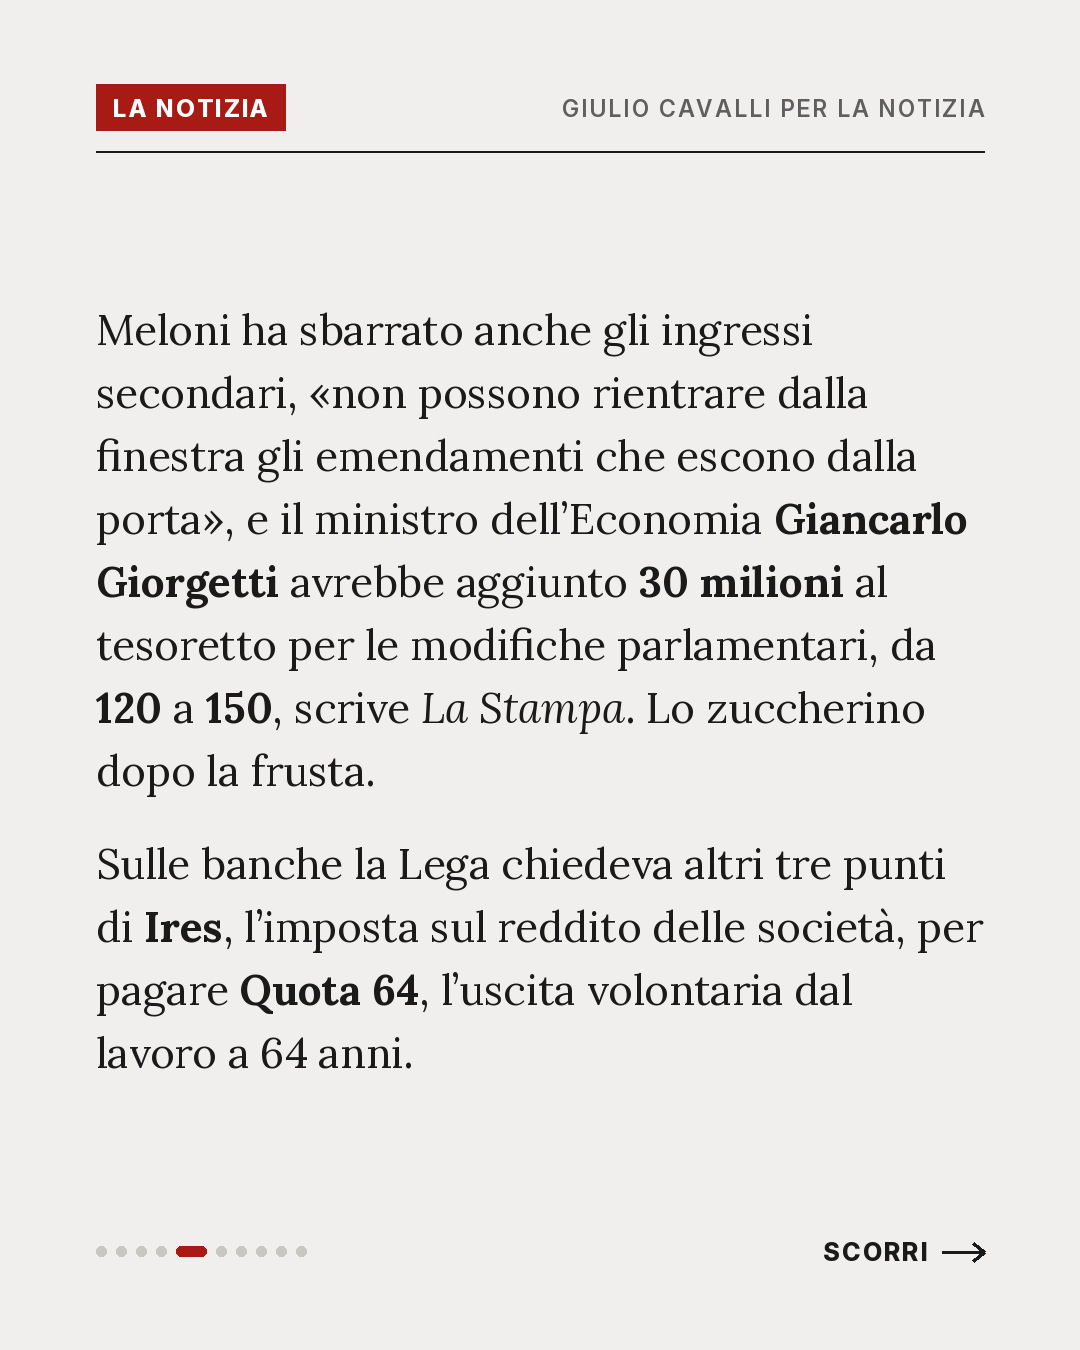 LA NOTIZIA
GIULIO CAVALLI PER LA NOTIZIA
Meloni ha sbarrato anche gli ingressi
secondari, «non possono rientrare dalla
finestra gli emendamenti che escono dalla
porta», e il ministro dell’Economia Giancarlo
Giorgetti avrebbe aggiunto 30 milioni al
tesoretto per le modifiche parlamentari, da
120 a 150, scrive La Stampa. Lo zuccherino
dopo la frusta.
Sulle banche la Lega chiedeva altri tre punti
di Ires, l’imposta sul reddito delle società, per
pagare Quota 64, l’uscita volontaria dal
lavoro a 64 anni.
SCORRI